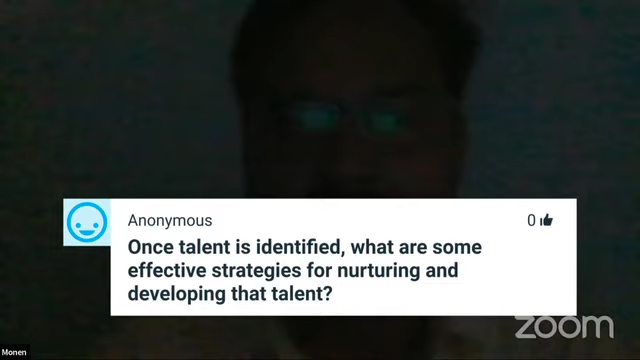 Anonymous 0
Once talent is identified, what are some
effective strategies for nurturing and
developing that talent?
zoom
Monen